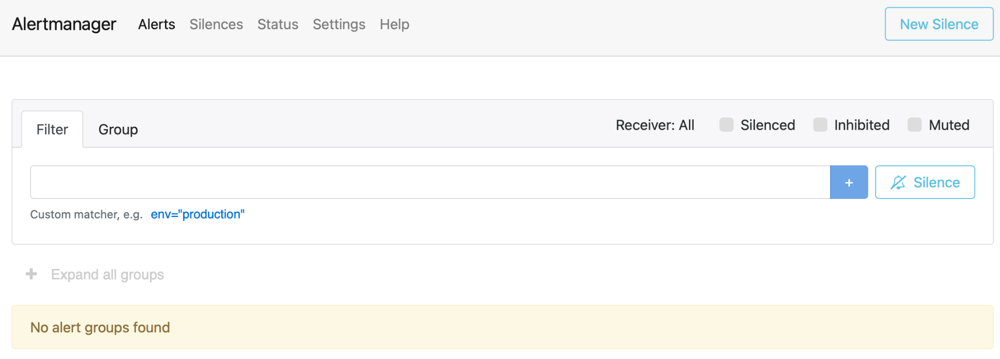 Alertmanager Alerts Silences Status Settings Help New Silence
Filter Group Receiver: All Silenced Inhibited Muted
+ Silence
Custom matcher, e.g. env="production"
+ Expand all groups
No alert groups found